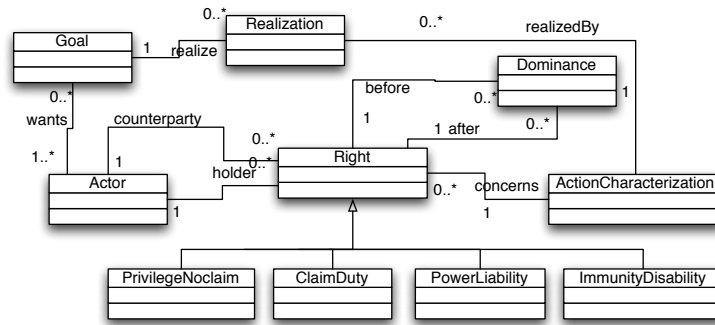 0..*
Realization
0..*
realizedBy
Goal
1
realize
Dominance
before
0..*
0..*
1
wants
counterparty
1
1 after
0..*
0..*
Right
1..*
1
0..*
Actor
holder
concerns
ActionCharacterization
1
0..*
1
PrivilegeNoclaim
ClaimDuty
PowerLiability
ImmunityDisability